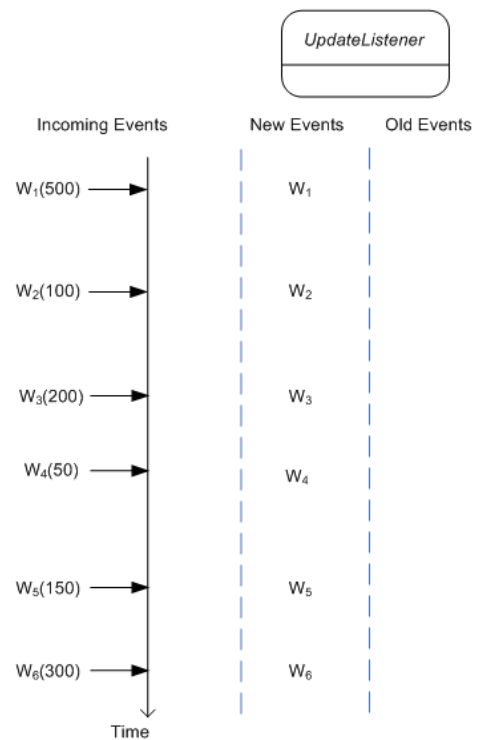 UpdateListener
Incoming Events New Events Old Events
W₁(500) W₁
W₂(100) W₂
W₃(200) W₃
W₄(50) W₄
W₅(150) W₅
W₆(300) W₆
Time